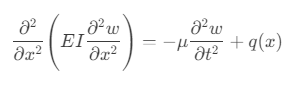 ∂²/∂x² (EI ∂²w/∂x²) = −μ ∂²w/∂t² + q(x)